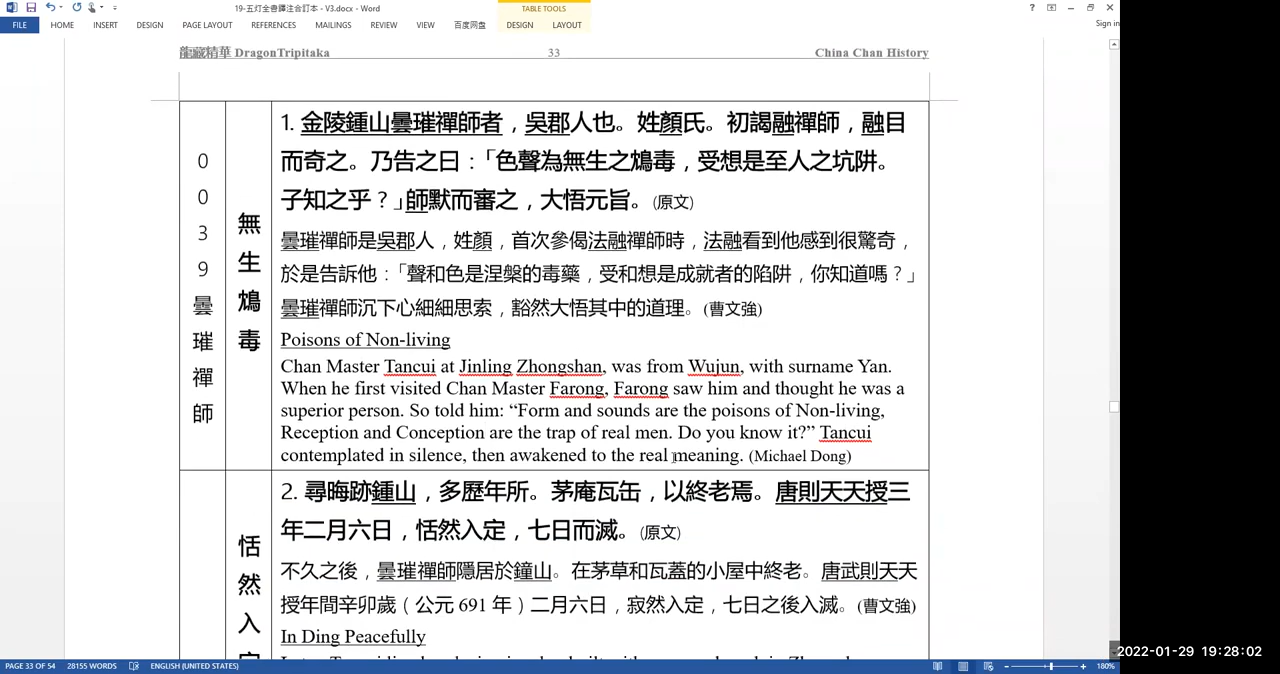 19-五灯全書譯注合訂本 - V3.docx - Word
TABLE TOOLS
Sign in
FILE HOME INSERT DESIGN PAGE LAYOUT REFERENCES MAILINGS REVIEW VIEW 百度网盘 DESIGN LAYOUT
龍藏精華 DragonTripitaka 33 China Chan History
0039曇璀禪師
無生鴆毒
1. 金陵鍾山曇璀禪師者，吳郡人也。姓顏氏。初謁融禪師，融目
而奇之。乃告之曰：「色聲為無生之鴆毒，受想是至人之坑阱。
子知之乎？」師默而審之，大悟元旨。(原文)
曇璀禪師是吳郡人，姓顏，首次參偈法融禪師時，法融看到他感到很驚奇，
於是告訴他：「聲和色是涅槃的毒藥，受和想是成就者的陷阱，你知道嗎？」
曇璀禪師沉下心細細思索，豁然大悟其中的道理。(曹文強)
Poisons of Non-living
Chan Master Tancui at Jinling Zhongshan, was from Wujun, with surname Yan.
When he first visited Chan Master Farong, Farong saw him and thought he was a
superior person. So told him: “Form and sounds are the poisons of Non-living,
Reception and Conception are the trap of real men. Do you know it?” Tancui
contemplated in silence, then awakened to the real meaning. (Michael Dong)
恬然入
2. 尋晦跡鍾山，多歷年所。茅庵瓦缶，以終老焉。唐則天天授三
年二月六日，恬然入定，七日而滅。(原文)
不久之後，曇璀禪師隱居於鐘山。在茅草和瓦蓋的小屋中終老。唐武則天天
授年間辛卯歲（公元 691 年）二月六日，寂然入定，七日之後入滅。(曹文強)
In Ding Peacefully
PAGE 33 OF 54 28155 WORDS ENGLISH (UNITED STATES) 180%
2022-01-29 19:28:02